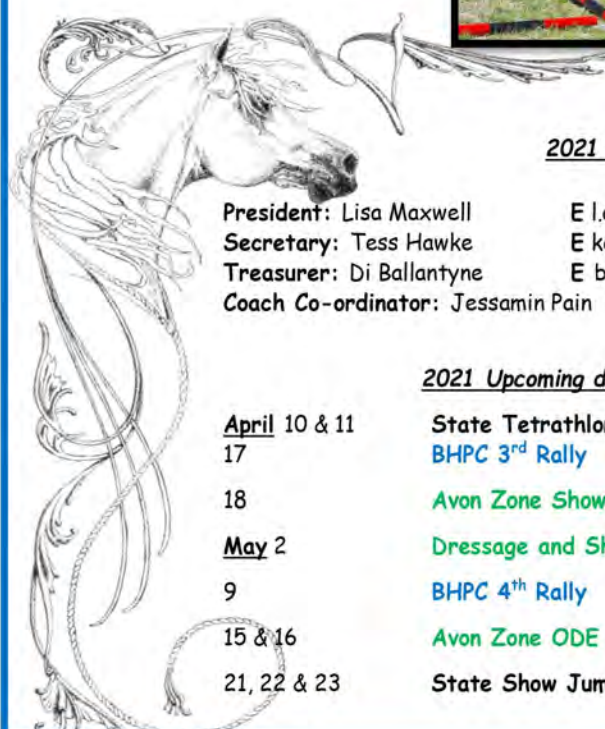 2021
President: Lisa Maxwell E
Secretary: Tess Hawke E
Treasurer: Di Ballantyne E
Coach Co-ordinator: Jessamin Pain
2021 Upcoming
April 10 & 11 State Tetrathlon
17 BHPC 3rd Rally
18 Avon Zone Show
May 2 Dressage and
9 BHPC 4th Rally
15 & 16 Avon Zone ODE
21, 22 & 23 State Show